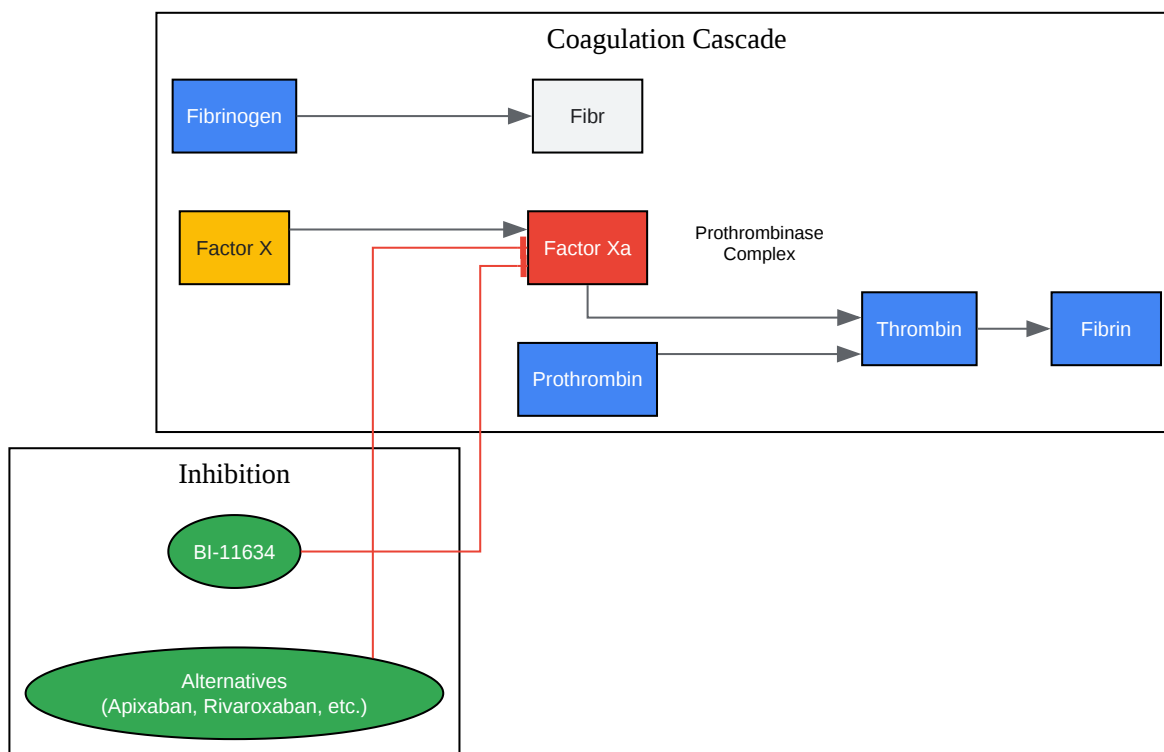 Coagulation Cascade
Fibrinogen
Fibr
Factor X
Factor Xa
Prothrombinase
Complex
Thrombin
Fibrin
Prothrombin
Inhibition
BI-11634
Alternatives
(Apixaban, Rivaroxaban, etc.)